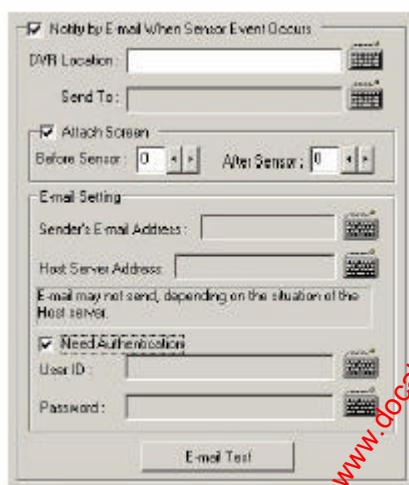 Notify by E-mail When Sensor Event Occurs
DVR Location :
Send To :
Attach Screen
Before Sensor : 0 After Sensor : 0
E-mail Setting
Sender's E-mail Address :
Host Server Address:
E-mail may not send, depending on the situation of the
Host server.
Need Authentication
User ID :
Password :
E-mail Test